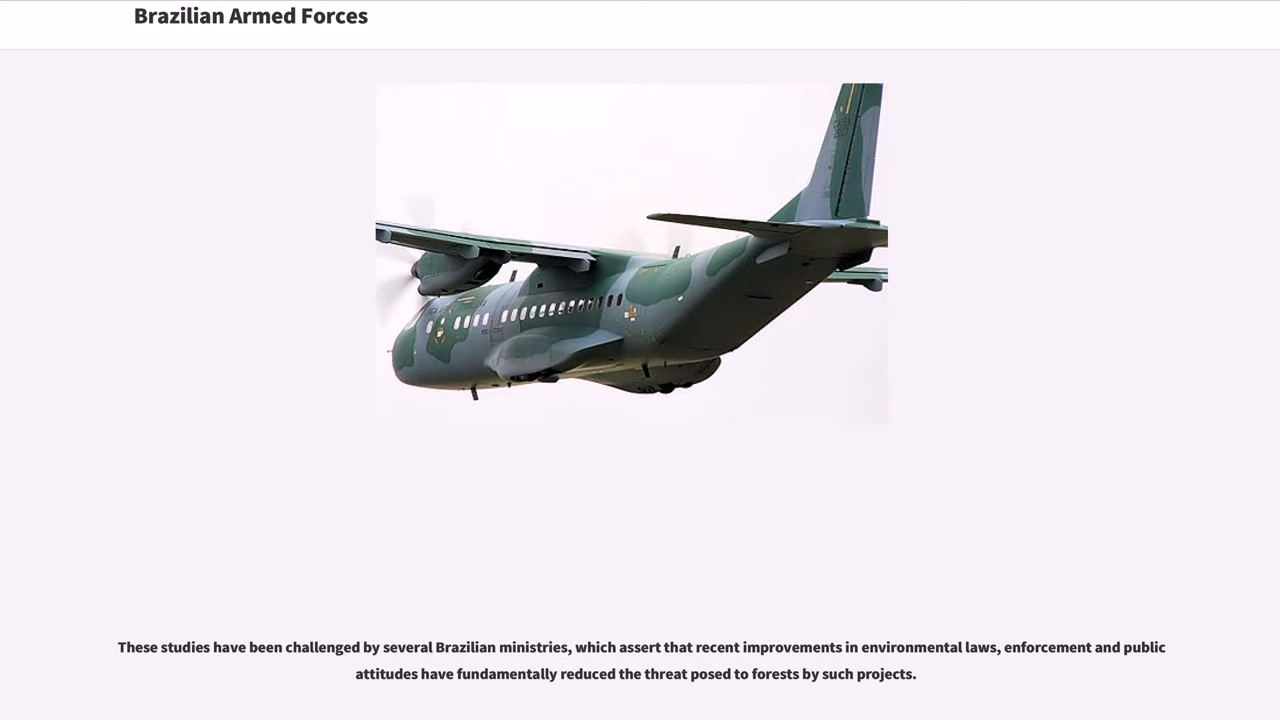 Brazilian Armed Forces
These studies have been challenged by several Brazilian ministries, which assert that recent improvements in environmental laws, enforcement and public
attitudes have fundamentally reduced the threat posed to forests by such projects.